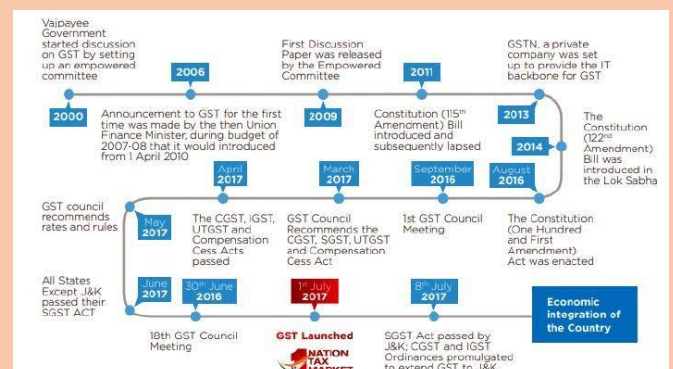 Vajpayee
Government
started discussion
on GST by setting
up an empowered
committee
2000
2006
Announcement to GST for the first
time was made by the then Union
Finance Minister, during budget of
2007-08 that it would introduced
from 1 April 2010
First Discussion
Paper was released
by the Empowered
Committee
2009
2011
Constitution (115th
Amendment) Bill
introduced and
subsequently lapsed
GSTN, a private
company was set
up to provide the IT
backbone for GST
2013
2014
The
Constitution
(122nd
Amendment)
Bill was
introduced in
the Lok Sabha
August
2016
The Constitution
(One Hundred
and First
Amendment)
Act was enacted
September
2016
1st GST Council
Meeting
March
2017
GST Council
Recommends the
CGST, SGST, UTGST
and Compensation
Cess Act
April
2017
The CGST, IGST,
UTGST and
Compensation
Cess Acts
passed
GST council
recommends
rates and rules
May
2017
All States
Except J&K
passed their
SGST ACT
June
2017
30th June
2016
18th GST Council
Meeting
1st July
2017
GST Launched
1 NATION
TAX
MARKET
8th July
2017
SGST Act passed by
J&K; CGST and IGST
Ordinances promulgated
to extend GST to J&K
Economic
integration of
the Country